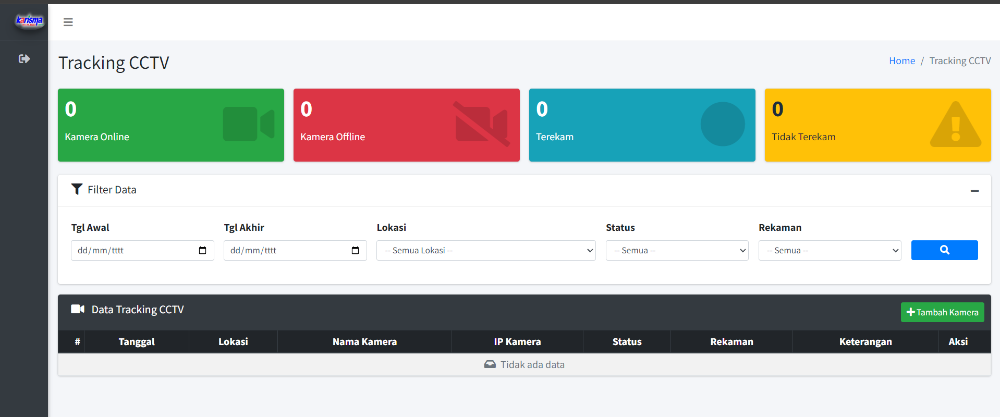 karisma
Tracking CCTV
Home / Tracking CCTV
0
Kamera Online
0
Kamera Offline
0
Terekam
0
Tidak Terekam
Filter Data
Tgl Awal
Tgl Akhir
Lokasi
Status
Rekaman
dd/mm/tttt
dd/mm/tttt
-- Semua Lokasi --
-- Semua --
-- Semua --
Data Tracking CCTV
Tambah Kamera
# Tanggal Lokasi Nama Kamera IP Kamera Status Rekaman Keterangan Aksi
Tidak ada data